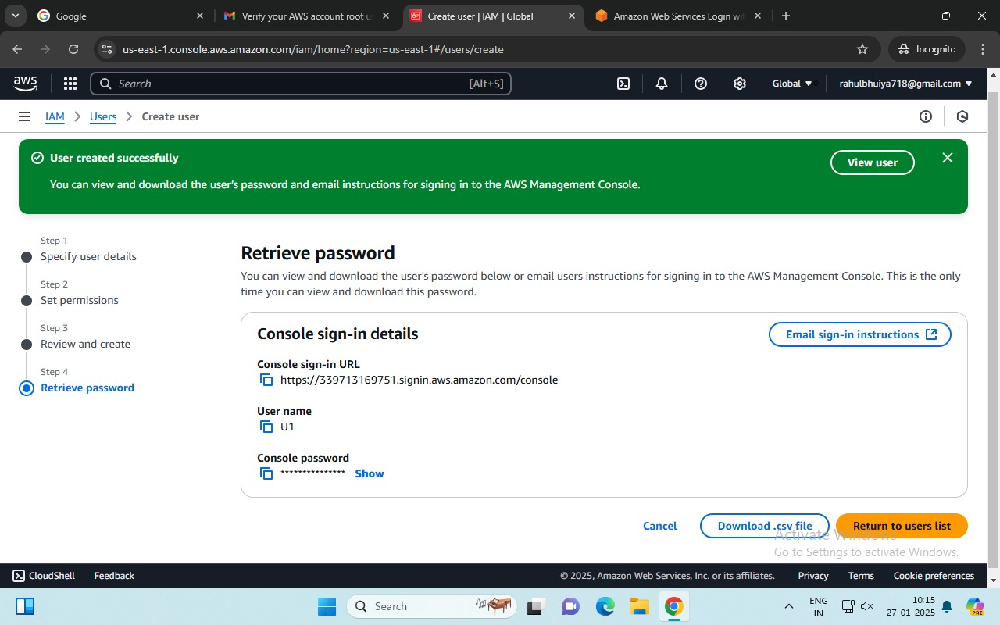 Google
Verify your AWS account root u
Create user | IAM | Global
Amazon Web Services Login wit
us-east-1.console.aws.amazon.com/iam/home?region=us-east-1#/users/create
Incognito
aws
Search
[Alt+S]
Global
rahulbhuiya718@gmail.com
IAM
Users
Create user
User created successfully
You can view and download the user's password and email instructions for signing in to the AWS Management Console.
View user
Step 1
Specify user details
Step 2
Set permissions
Step 3
Review and create
Step 4
Retrieve password
Retrieve password
You can view and download the user's password below or email users instructions for signing in to the AWS Management Console. This is the only
time you can view and download this password.
Console sign-in details
Email sign-in instructions
Console sign-in URL
https://339713169751.signin.aws.amazon.com/console
User name
U1
Console password
*************** Show
Cancel
Download .csv file
Return to users list
Activate Windows
Go to Settings to activate Windows.
CloudShell
Feedback
© 2025, Amazon Web Services, Inc. or its affiliates.
Privacy
Terms
Cookie preferences
Search
ENG
IN
10:15
27-01-2025
PRE